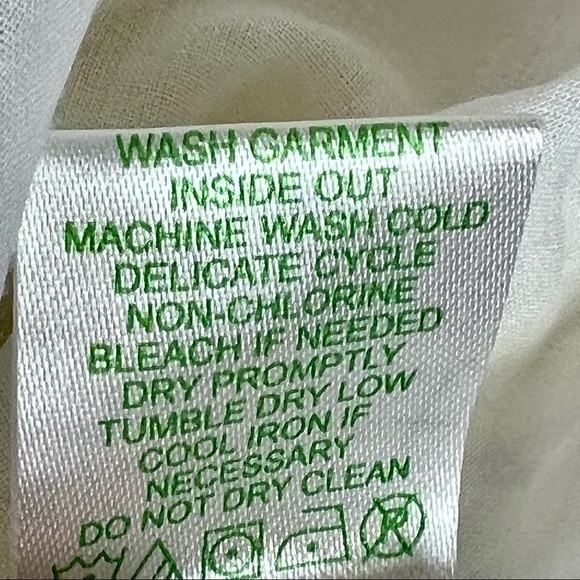 WASH GARMENT
INSIDE OUT
MACHINE WASH COLD
DELICATE CYCLE
NON-CHLORINE
BLEACH IF NEEDED
DRY PROMPTLY
TUMBLE DRY LOW
COOL IRON IF
NECESSARY
DO NOT DRY CLEAN
P